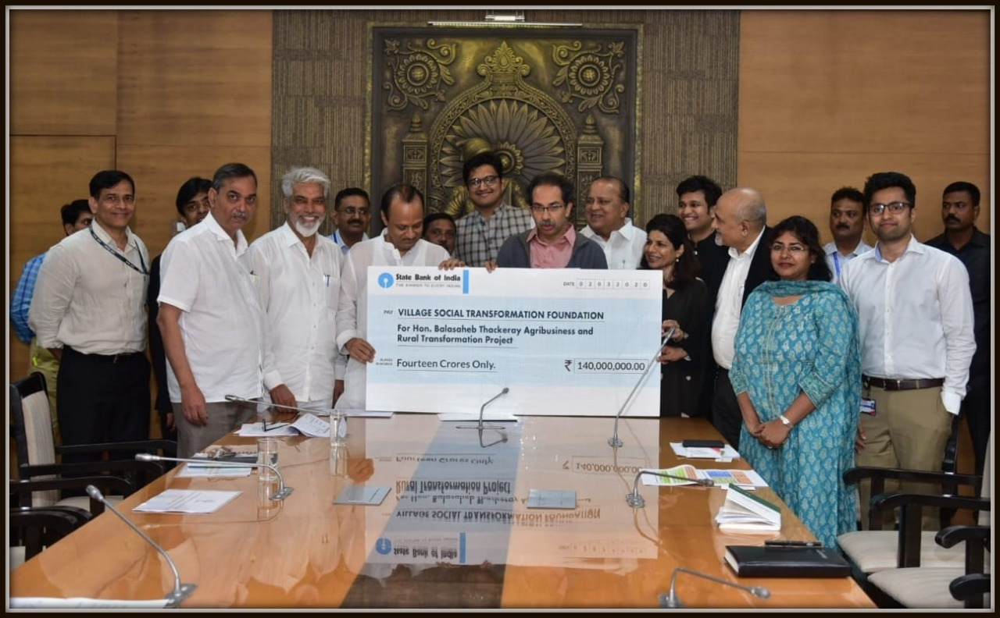 State Bank of India
THE BANKER TO EVERY INDIAN
DATE 0 2 0 3 2 0 2 0
PAY VILLAGE SOCIAL TRANSFORMATION FOUNDATION
For Hon. Balasaheb Thackeray Agribusiness and
Rural Transformation Project
RUPEES
Fourteen Crores Only.
₹ 140,000,000.00